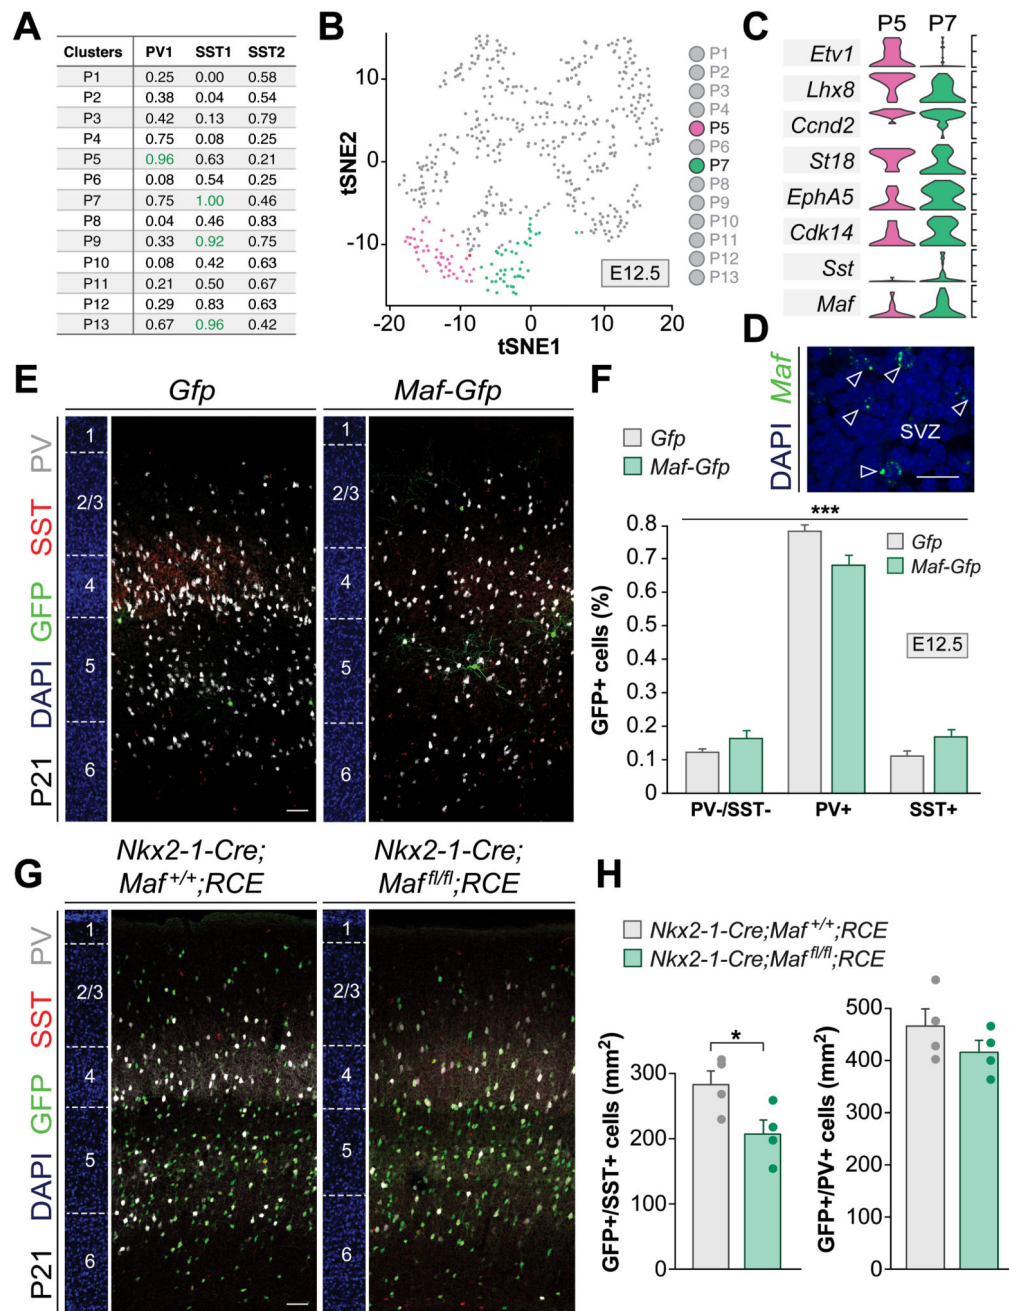 A
Clusters PV1 SST1 SST2
P1 0.25 0.00 0.58
P2 0.38 0.04 0.54
P3 0.42 0.13 0.79
P4 0.75 0.08 0.25
P5 0.96 0.63 0.21
P6 0.08 0.54 0.25
P7 0.75 1.00 0.46
P8 0.04 0.46 0.83
P9 0.33 0.92 0.75
P10 0.08 0.42 0.63
P11 0.21 0.50 0.67
P12 0.29 0.83 0.63
P13 0.67 0.96 0.42
B
tSNE2
10
0
-10
-20 -10 0 10 20
tSNE1
E12.5
P1
P2
P3
P4
P5
P6
P7
P8
P9
P10
P11
P12
P13
C
P5 P7
Etv1
Lhx8
Ccnd2
St18
EphA5
Cdk14
Sst
Maf
D
DAPI Maf
SVZ
E
Gfp
Maf-Gfp
P21 DAPI GFP SST PV
1
2/3
4
5
6
1
2/3
4
5
6
F
Gfp
Maf-Gfp
***
Gfp
Maf-Gfp
E12.5
GFP+ cells (%)
0.8
0.7
0.6
0.5
0.4
0.3
0.2
0.1
0
PV-/SST- PV+ SST+
G
Nkx2-1-Cre;
Maf+/+;RCE
Nkx2-1-Cre;
Maffl/fl;RCE
P21 DAPI GFP SST PV
1
2/3
4
5
6
1
2/3
4
5
6
H
Nkx2-1-Cre;Maf+/+;RCE
Nkx2-1-Cre;Maffl/fl;RCE
GFP+/SST+ cells (mm2)
300
200
100
0
*
GFP+/PV+ cells (mm2)
500
400
300
200
100
0